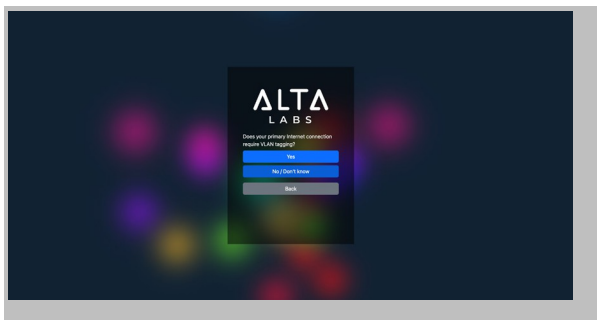 ALTA
LABS
Does your primary Internet connection
require VLAN tagging?
Yes
No / Don't know
Back